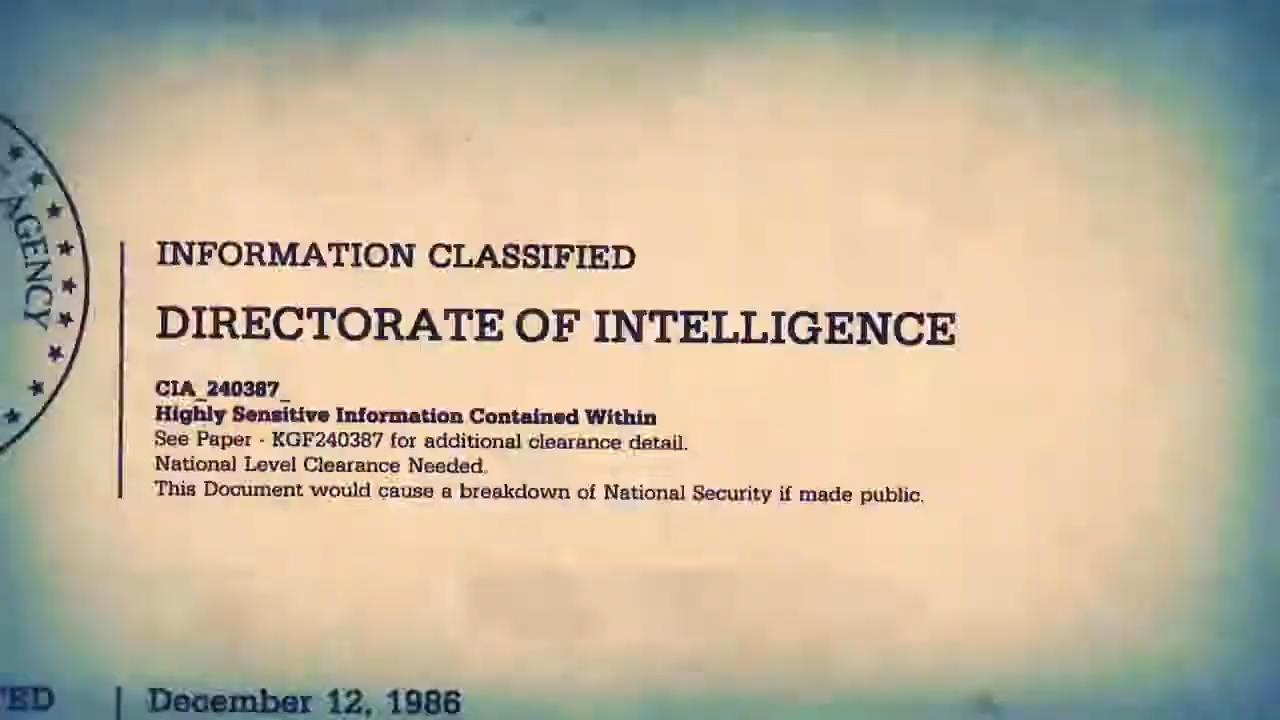 AGENCY
INFORMATION CLASSIFIED
DIRECTORATE OF INTELLIGENCE
CIA_240387_
Highly Sensitive Information Contained Within
See Paper - KGF240387 for additional clearance detail.
National Level Clearance Needed.
This Document would cause a breakdown of National Security if made public.
December 12, 1986